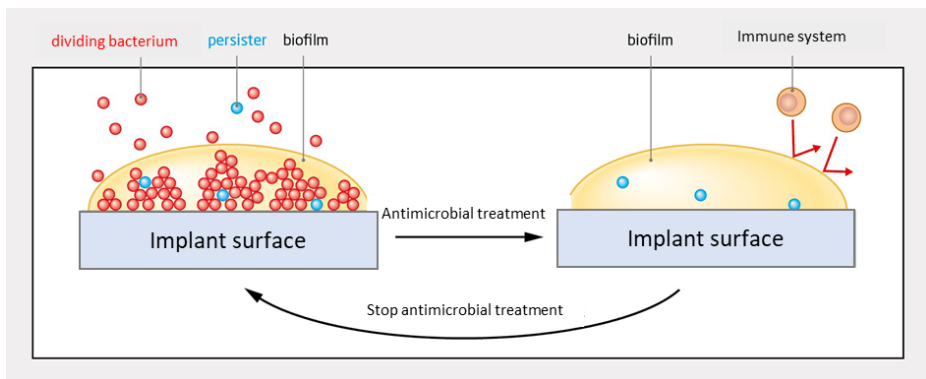 dividing bacterium persister biofilm
biofilm Immune system
Antimicrobial treatment
Implant surface
Implant surface
Stop antimicrobial treatment